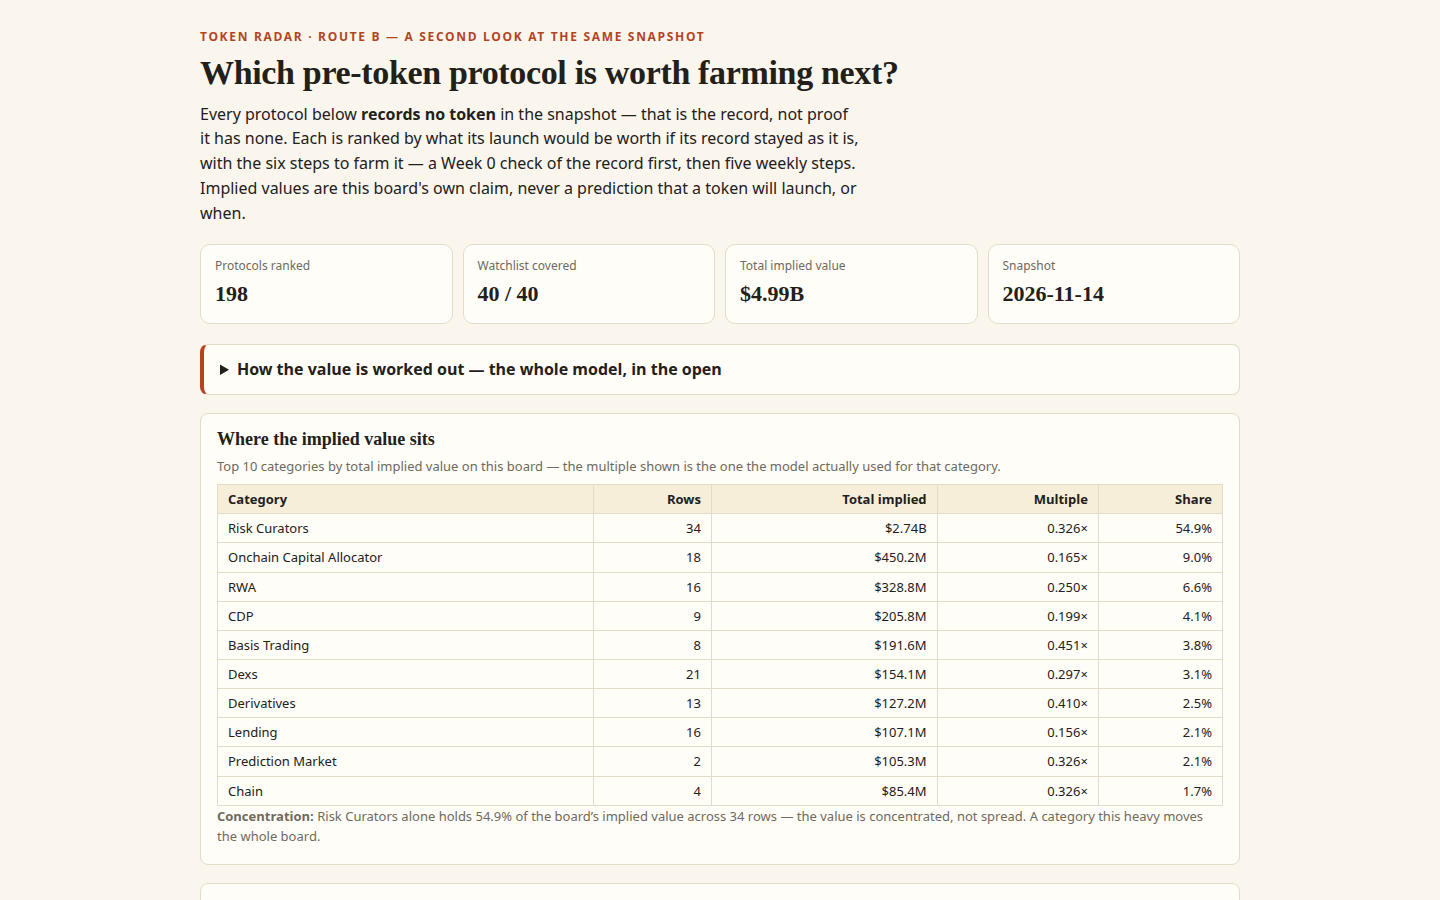 TOKEN RADAR · ROUTE B — A SECOND LOOK AT THE SAME SNAPSHOT
Which pre-token protocol is worth farming next?
Every protocol below records no token in the snapshot — that is the record, not proof
it has none. Each is ranked by what its launch would be worth if its record stayed as it is,
with the six steps to farm it — a Week 0 check of the record first, then five weekly steps.
Implied values are this board's own claim, never a prediction that a token will launch, or
when.
Protocols ranked
198
Watchlist covered
40 / 40
Total implied value
$4.99B
Snapshot
2026-11-14
▶ How the value is worked out — the whole model, in the open
Where the implied value sits
Top 10 categories by total implied value on this board — the multiple shown is the one the model actually used for that category.
Category Rows Total implied Multiple Share
Risk Curators 34 $2.74B 0.326× 54.9%
Onchain Capital Allocator 18 $450.2M 0.165× 9.0%
RWA 16 $328.8M 0.250× 6.6%
CDP 9 $205.8M 0.199× 4.1%
Basis Trading 8 $191.6M 0.451× 3.8%
Dexs 21 $154.1M 0.297× 3.1%
Derivatives 13 $127.2M 0.410× 2.5%
Lending 16 $107.1M 0.156× 2.1%
Prediction Market 2 $105.3M 0.326× 2.1%
Chain 4 $85.4M 0.326× 1.7%
Concentration: Risk Curators alone holds 54.9% of the board’s implied value across 34 rows — the value is concentrated, not spread. A category this heavy moves
the whole board.